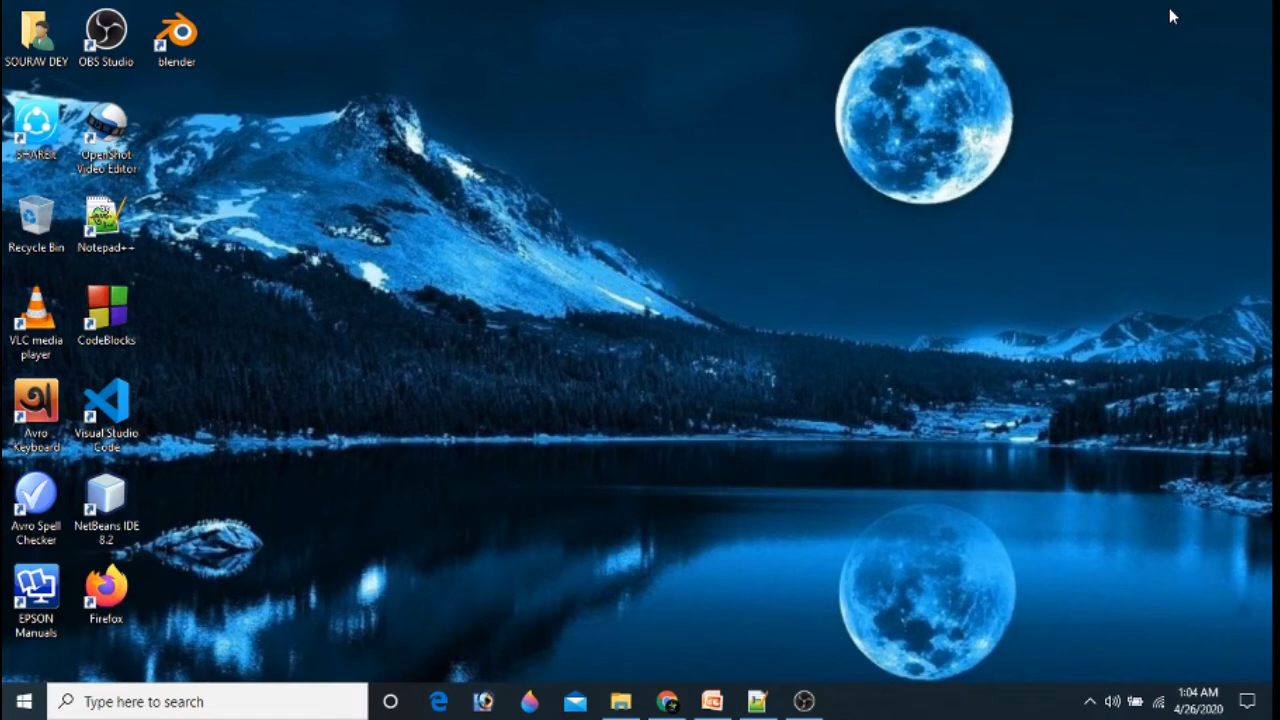 SOURAV DEY
OBS Studio
blender
SHAREit
OpenShot
Video Editor
Recycle Bin
Notepad++
VLC media
player
CodeBlocks
Avro
Keyboard
Visual Studio
Code
Avro Spell
Checker
NetBeans IDE
8.2
EPSON
Manuals
Firefox
Type here to search
1:04 AM
4/26/2020